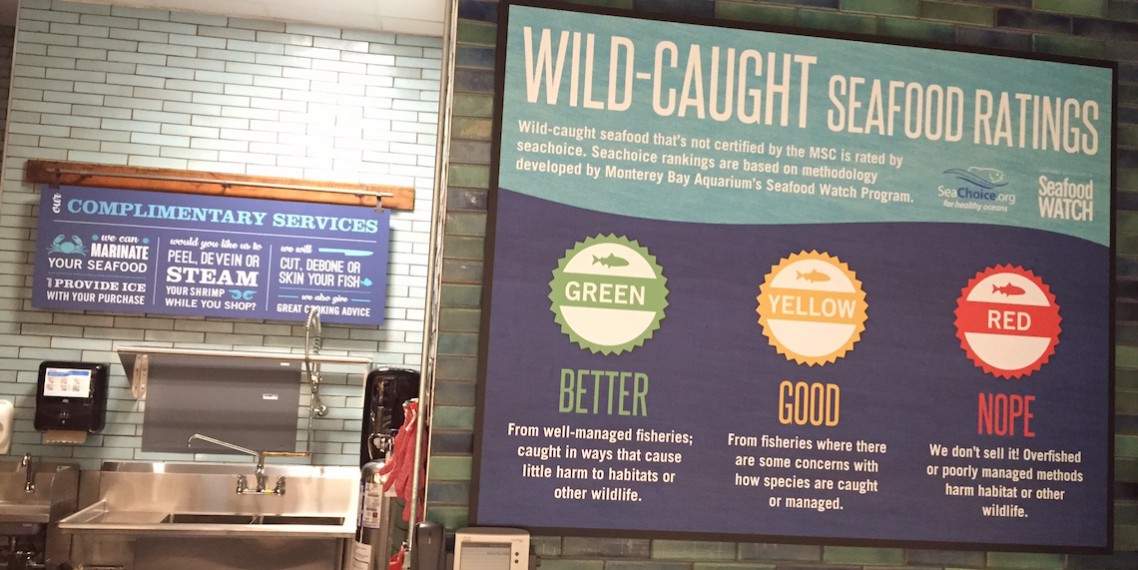 our COMPLIMENTARY SERVICES
we can
MARINATE
YOUR SEAFOOD
PROVIDE ICE
WITH YOUR PURCHASE
would you like us to
PEEL, DEVEIN OR
STEAM
YOUR SHRIMP
WHILE YOU SHOP?
we will
CUT, DEBONE OR
SKIN YOUR FISH
we also give
GREAT COOKING ADVICE
WILD-CAUGHT SEAFOOD RATINGS
Wild-caught seafood that's not certified by the MSC is rated by
seachoice. Seachoice rankings are based on methodology
developed by Monterey Bay Aquarium's Seafood Watch Program.
SeaChoice.org
for healthy oceans
Seafood
WATCH
GREEN
BETTER
From well-managed fisheries;
caught in ways that cause
little harm to habitats or
other wildlife.
YELLOW
GOOD
From fisheries where there
are some concerns with
how species are caught
or managed.
RED
NOPE
We don't sell it! Overfished
or poorly managed methods
harm habitat or other
wildlife.